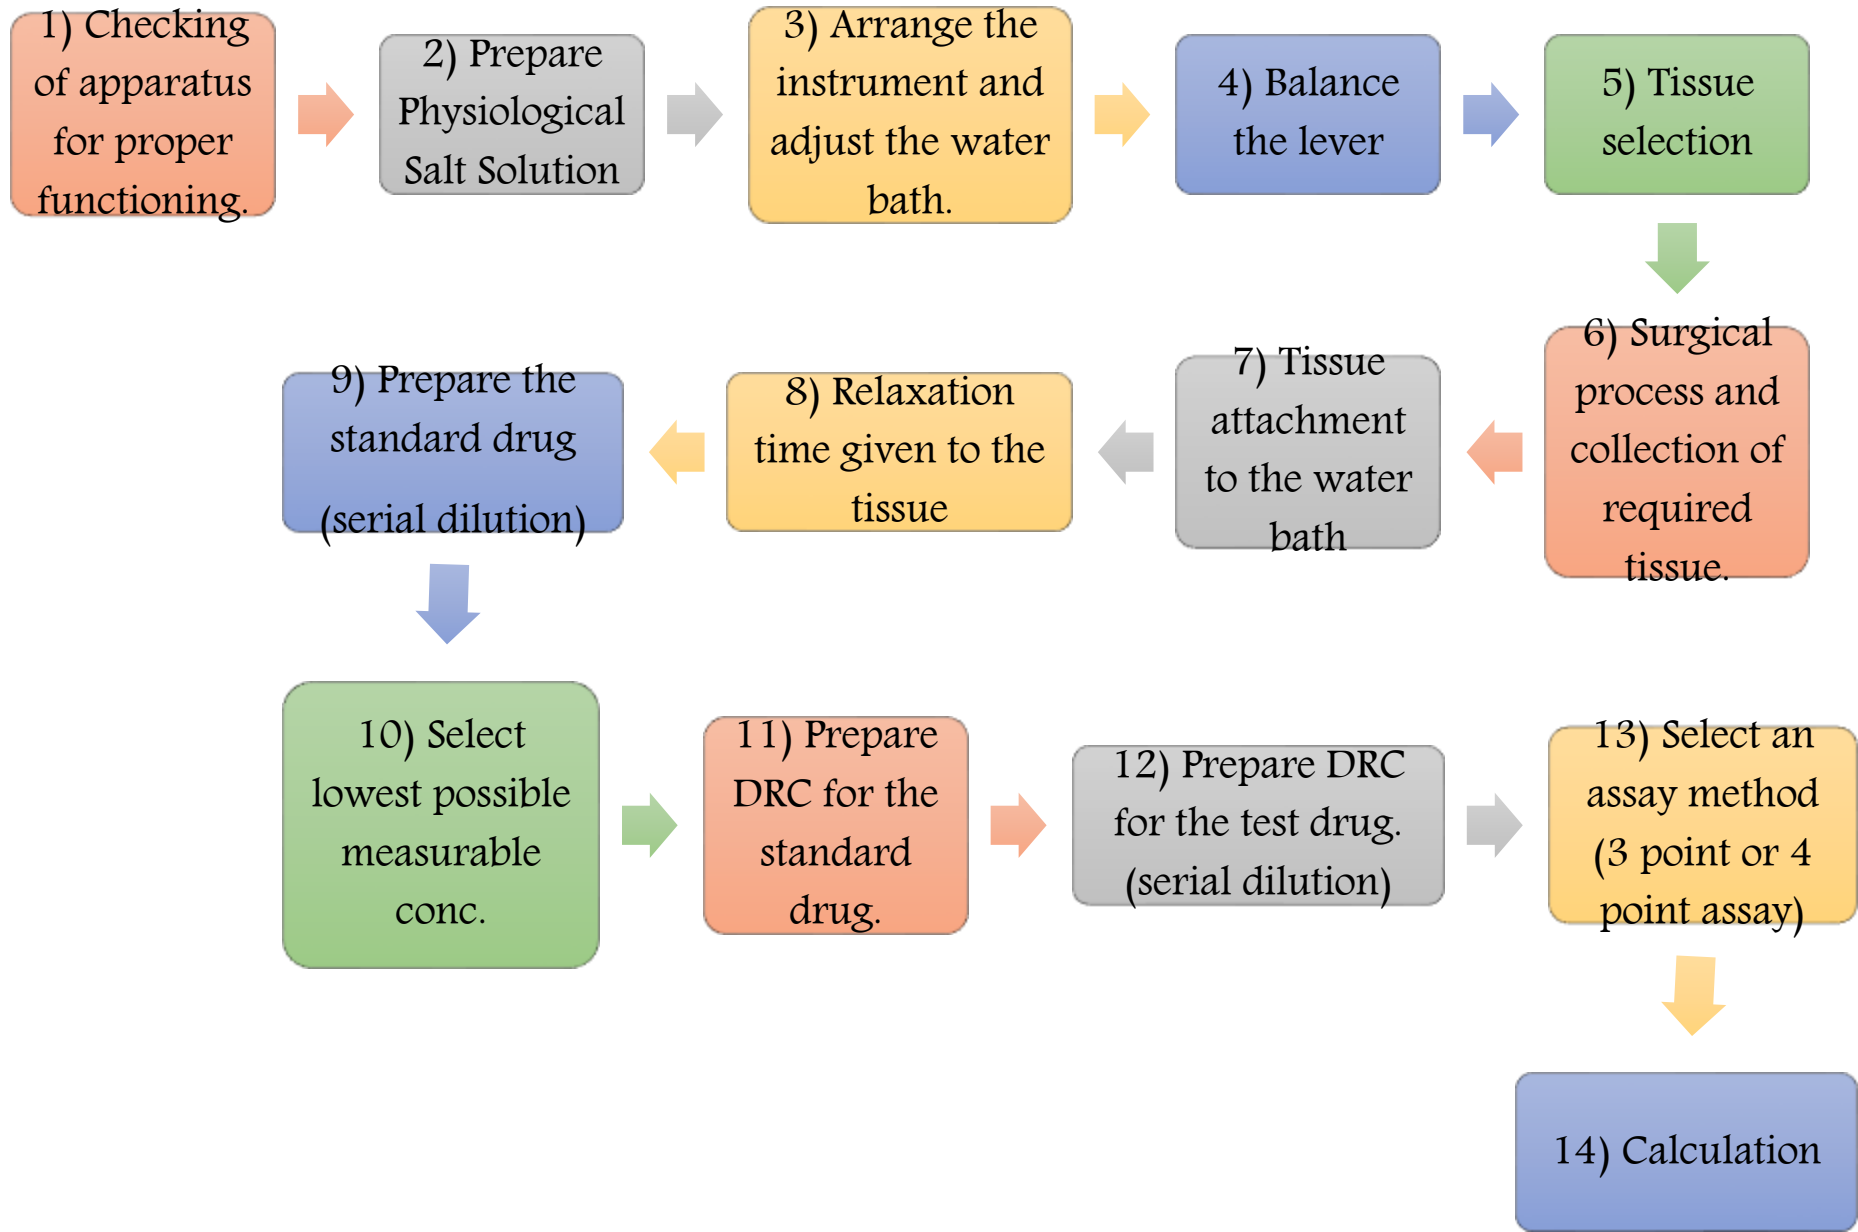 1) Checking
of apparatus
for proper
functioning.
2) Prepare
Physiological
Salt Solution
3) Arrange the
instrument and
adjust the water
bath.
4) Balance
the lever
5) Tissue
selection
6) Surgical
process and
collection of
required
tissue.
7) Tissue
attachment
to the water
bath
8) Relaxation
time given to the
tissue
9) Prepare the
standard drug
(serial dilution)
10) Select
lowest possible
measurable
conc.
11) Prepare
DRC for the
standard
drug.
12) Prepare DRC
for the test drug.
(serial dilution)
13) Select an
assay method
(3 point or 4
point assay)
14) Calculation